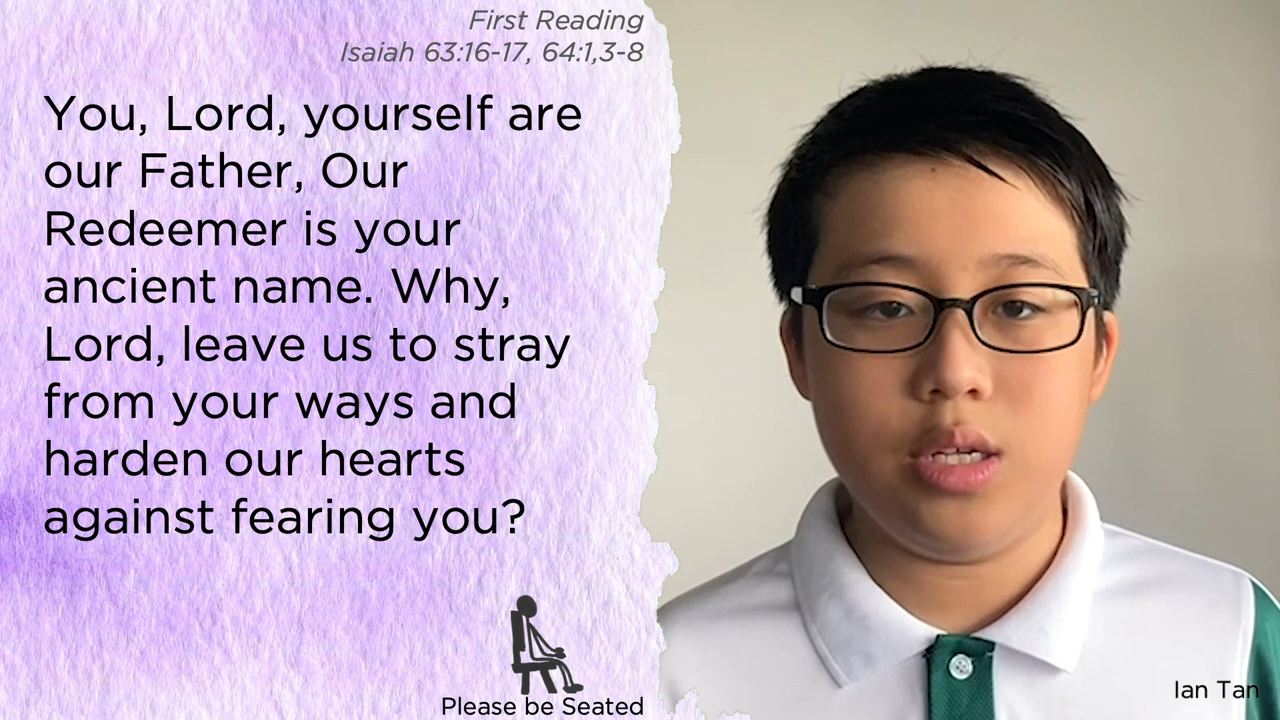 First Reading
Isaiah 63:16-17, 64:1,3-8
You, Lord, yourself are
our Father, Our
Redeemer is your
ancient name. Why,
Lord, leave us to stray
from your ways and
harden our hearts
against fearing you?
Please be Seated
Ian Tan